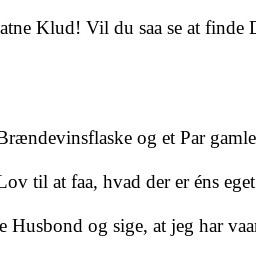 atne Klud! Vil du saa se at finde D
Brændevinsflaske og et Par gamle
Lov til at faa, hvad der er éns eget
e Husbond og sige, at jeg har vaa